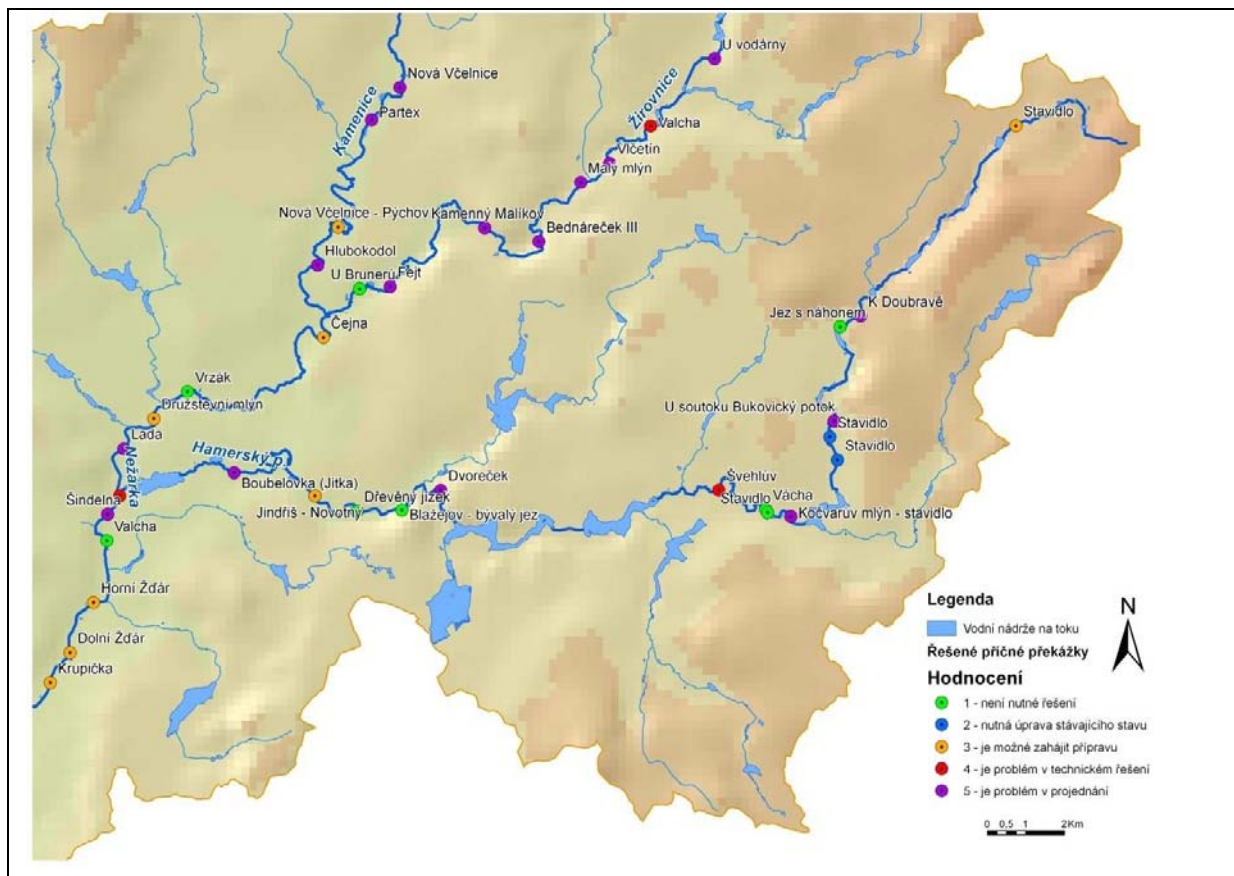 U vodárny
Nová Včelnice
Kamenice
Partex
Žirovnice
Valcha
Stavidlo
Vlčetín
Malý mlýn
Nová Včelnice - Pýchov
Kamenný Malíkov
Bednáreček III
Hlubokodol
U Brunerů
Fejt
K Doubravě
Jez s náhonem
Čejna
Vrzák
Družstevní mlýn
U soutoku Bukovický potok
Stavidlo
Lada
Nežárka
Stavidlo
Hamerský p.
Boubelovka (Jitka)
Dvoreček
Švehlův
Šindelna
Dřevěný jízek
Stavidlo
Vácha
Jindřiš - Novotný
Blažejov - bývalý jez
Kočvarův mlýn - stavidlo
Valcha
Horní Žďár
Dolní Žďár
Krupička
Legenda
Vodní nádrže na toku
Řešené příčné překážky
Hodnocení
1 - není nutné řešení
2 - nutná úprava stávajícího stavu
3 - je možné zahájit přípravu
4 - je problém v technickém řešení
5 - je problém v projednání
N
0 0,5 1 2Km